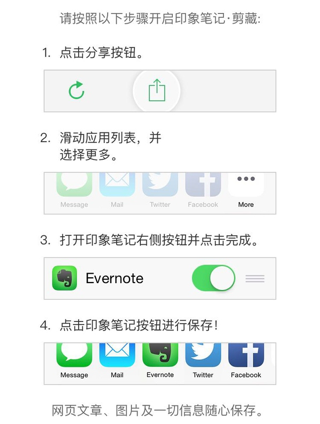 请按照以下步骤开启印象笔记·剪藏:
1. 点击分享按钮。
2. 滑动应用列表，并
选择更多。
Message Mail Twitter Facebook More
3. 打开印象笔记右侧按钮并点击完成。
Evernote
4. 点击印象笔记按钮进行保存！
Message Mail Evernote Twitter Facebook
网页文章、图片及一切信息随心保存。